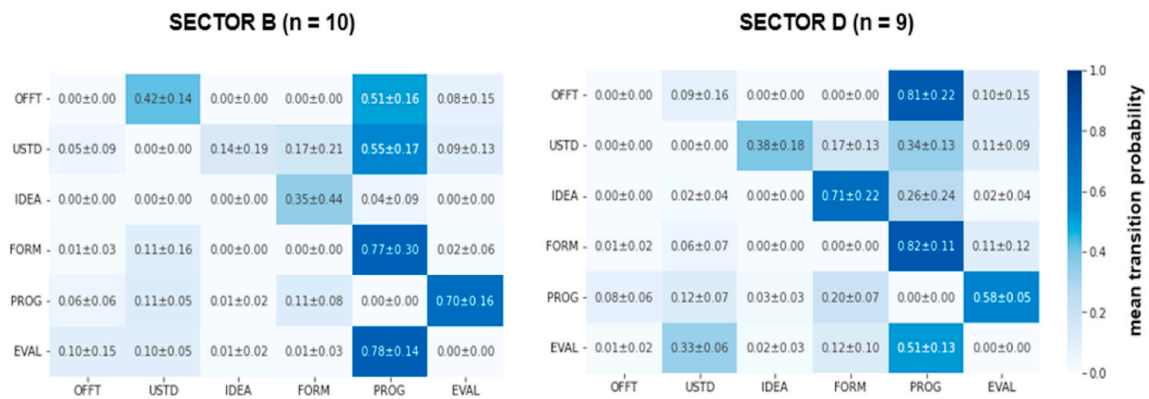 SECTOR B (n = 10)
OFFT - 0.00±0.00 0.42±0.14 0.00±0.00 0.00±0.00 0.51±0.16 0.08±0.15
USTD - 0.05±0.09 0.00±0.00 0.14±0.19 0.17±0.21 0.55±0.17 0.09±0.13
IDEA - 0.00±0.00 0.00±0.00 0.00±0.00 0.35±0.44 0.04±0.09 0.00±0.00
FORM - 0.01±0.03 0.11±0.16 0.00±0.00 0.00±0.00 0.77±0.30 0.02±0.06
PROG - 0.06±0.06 0.11±0.05 0.01±0.02 0.11±0.08 0.00±0.00 0.70±0.16
EVAL - 0.10±0.15 0.10±0.05 0.01±0.02 0.01±0.03 0.78±0.14 0.00±0.00
OFFT USTD IDEA FORM PROG EVAL
SECTOR D (n = 9)
OFFT - 0.00±0.00 0.09±0.16 0.00±0.00 0.00±0.00 0.81±0.22 0.10±0.15
USTD - 0.00±0.00 0.00±0.00 0.38±0.18 0.17±0.13 0.34±0.13 0.11±0.09
IDEA - 0.00±0.00 0.02±0.04 0.00±0.00 0.71±0.22 0.26±0.24 0.02±0.04
FORM - 0.01±0.02 0.06±0.07 0.00±0.00 0.00±0.00 0.82±0.11 0.11±0.12
PROG - 0.08±0.06 0.12±0.07 0.03±0.03 0.20±0.07 0.00±0.00 0.58±0.05
EVAL - 0.01±0.02 0.33±0.06 0.02±0.03 0.12±0.10 0.51±0.13 0.00±0.00
OFFT USTD IDEA FORM PROG EVAL
1.0
0.8
0.6
0.4
0.2
0.0
mean transition probability